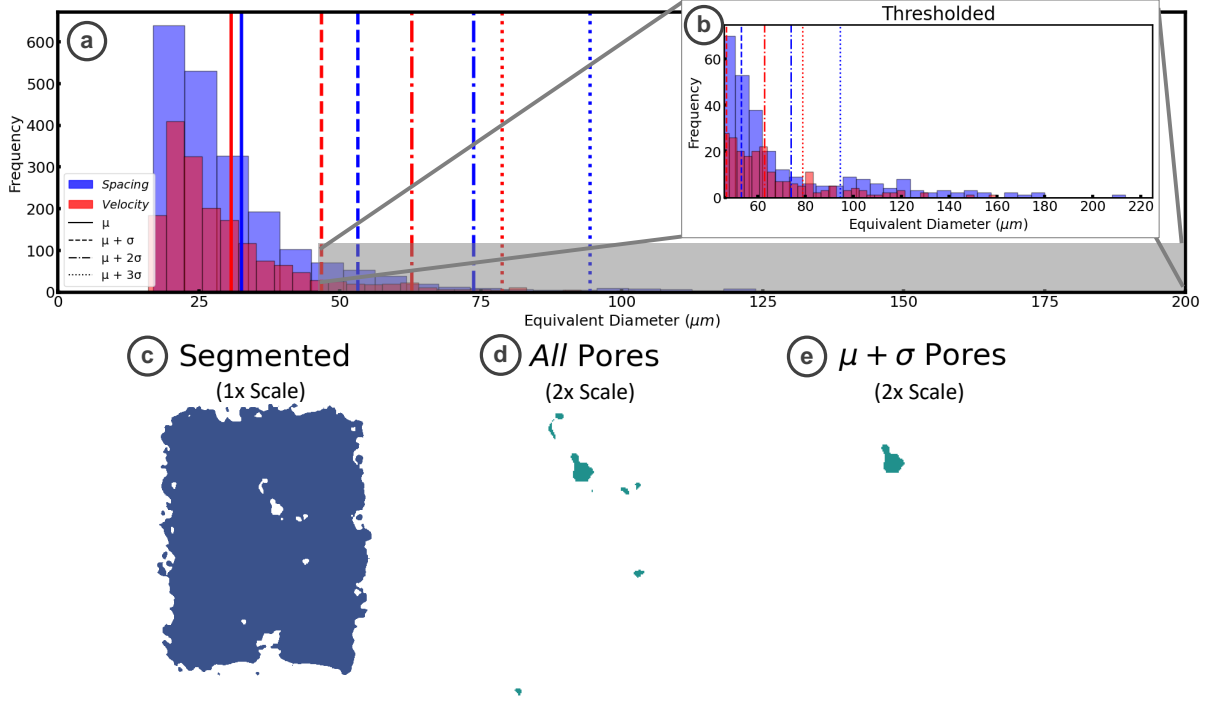 a
600
500
400
300
200
100
0
Frequency
Spacing
Velocity
μ
μ + σ
μ + 2σ
μ + 3σ
0 25 50 75 100 125 150 175 200
Equivalent Diameter (μm)
b Thresholded
60
40
20
0
Frequency
60 80 100 120 140 160 180 200 220
Equivalent Diameter (μm)
c Segmented
(1x Scale)
d All Pores
(2x Scale)
e μ + σ Pores
(2x Scale)